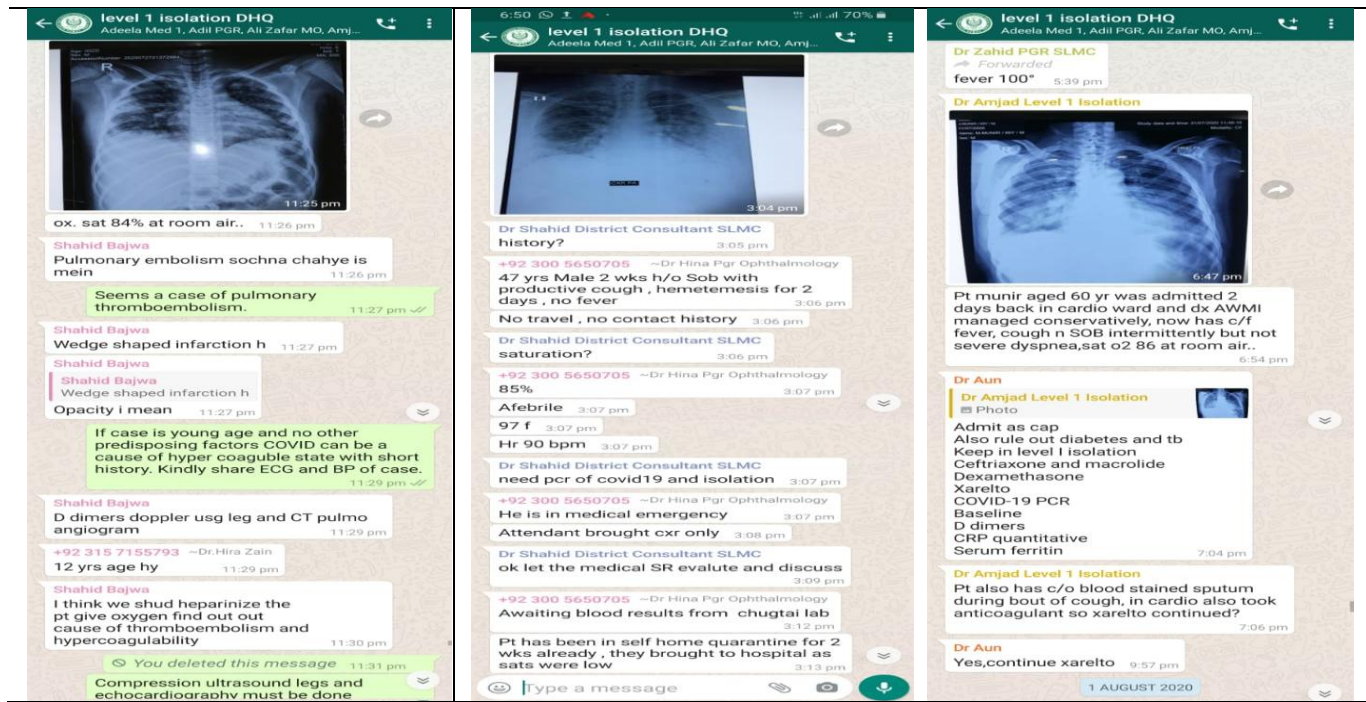 level 1 isolation DHQ
Adeela Med 1, Adil PGR, Ali Zafar MO, Amj...
R
11:25 pm
ox. sat 84% at room air.. 11:26 pm
Shahid Bajwa
Pulmonary embolism sochna chahye is
mein 11:26 pm
Seems a case of pulmonary
thromboembolism. 11:27 pm
Shahid Bajwa
Wedge shaped infarction h 11:27 pm
Shahid Bajwa
Shahid Bajwa
Wedge shaped infarction h
Opacity i mean 11:27 pm
If case is young age and no other
predisposing factors COVID can be a
cause of hyper coaguble state with short
history. Kindly share ECG and BP of case.
11:29 pm
Shahid Bajwa
D dimers doppler usg leg and CT pulmo
angiogram 11:29 pm
+92 315 7155793 ~Dr.Hira Zain
12 yrs age hy 11:29 pm
Shahid Bajwa
I think we shud heparinize the
pt give oxygen find out out
cause of thromboembolism and
hypercoagulability 11:30 pm
You deleted this message 11:31 pm
Compression ultrasound legs and
echocardiography must be done
6:50 70%
level 1 isolation DHQ
Adeela Med 1, Adil PGR, Ali Zafar MO, Amj...
CXR PA
3:04 pm
Dr Shahid District Consultant SLMC
history? 3:05 pm
+92 300 5650705 ~Dr Hina Pgr Ophthalmology
47 yrs Male 2 wks h/o Sob with
productive cough , hemetemesis for 2
days , no fever 3:06 pm
No travel , no contact history 3:06 pm
Dr Shahid District Consultant SLMC
saturation? 3:06 pm
+92 300 5650705 ~Dr Hina Pgr Ophthalmology
85% 3:07 pm
Afebrile 3:07 pm
97 f 3:07 pm
Hr 90 bpm 3:07 pm
Dr Shahid District Consultant SLMC
need pcr of covid19 and isolation 3:07 pm
+92 300 5650705 ~Dr Hina Pgr Ophthalmology
He is in medical emergency 3:07 pm
Attendant brought cxr only 3:08 pm
Dr Shahid District Consultant SLMC
ok let the medical SR evalute and discuss
3:09 pm
+92 300 5650705 ~Dr Hina Pgr Ophthalmology
Awaiting blood results from chugtai lab
3:12 pm
Pt has been in self home quarantine for 2
wks already , they brought to hospital as
sats were low 3:13 pm
Type a message
level 1 isolation DHQ
Adeela Med 1, Adil PGR, Ali Zafar MO, Amj...
Dr Zahid PGR SLMC
Forwarded
fever 100° 5:39 pm
Dr Amjad Level 1 Isolation
6:47 pm
Pt munir aged 60 yr was admitted 2
days back in cardio ward and dx AWMI
managed conservatively, now has c/f
fever, cough n SOB intermittently but not
severe dyspnea,sat o2 86 at room air..
6:54 pm
Dr Aun
Dr Amjad Level 1 Isolation
Photo
Admit as cap
Also rule out diabetes and tb
Keep in level I isolation
Ceftriaxone and macrolide
Dexamethasone
Xarelto
COVID-19 PCR
Baseline
D dimers
CRP quantitative
Serum ferritin 7:04 pm
Dr Amjad Level 1 Isolation
Pt also has c/o blood stained sputum
during bout of cough, in cardio also took
anticoagulant so xarelto continued?
7:06 pm
Dr Aun
Yes,continue xarelto 9:57 pm
1 AUGUST 2020